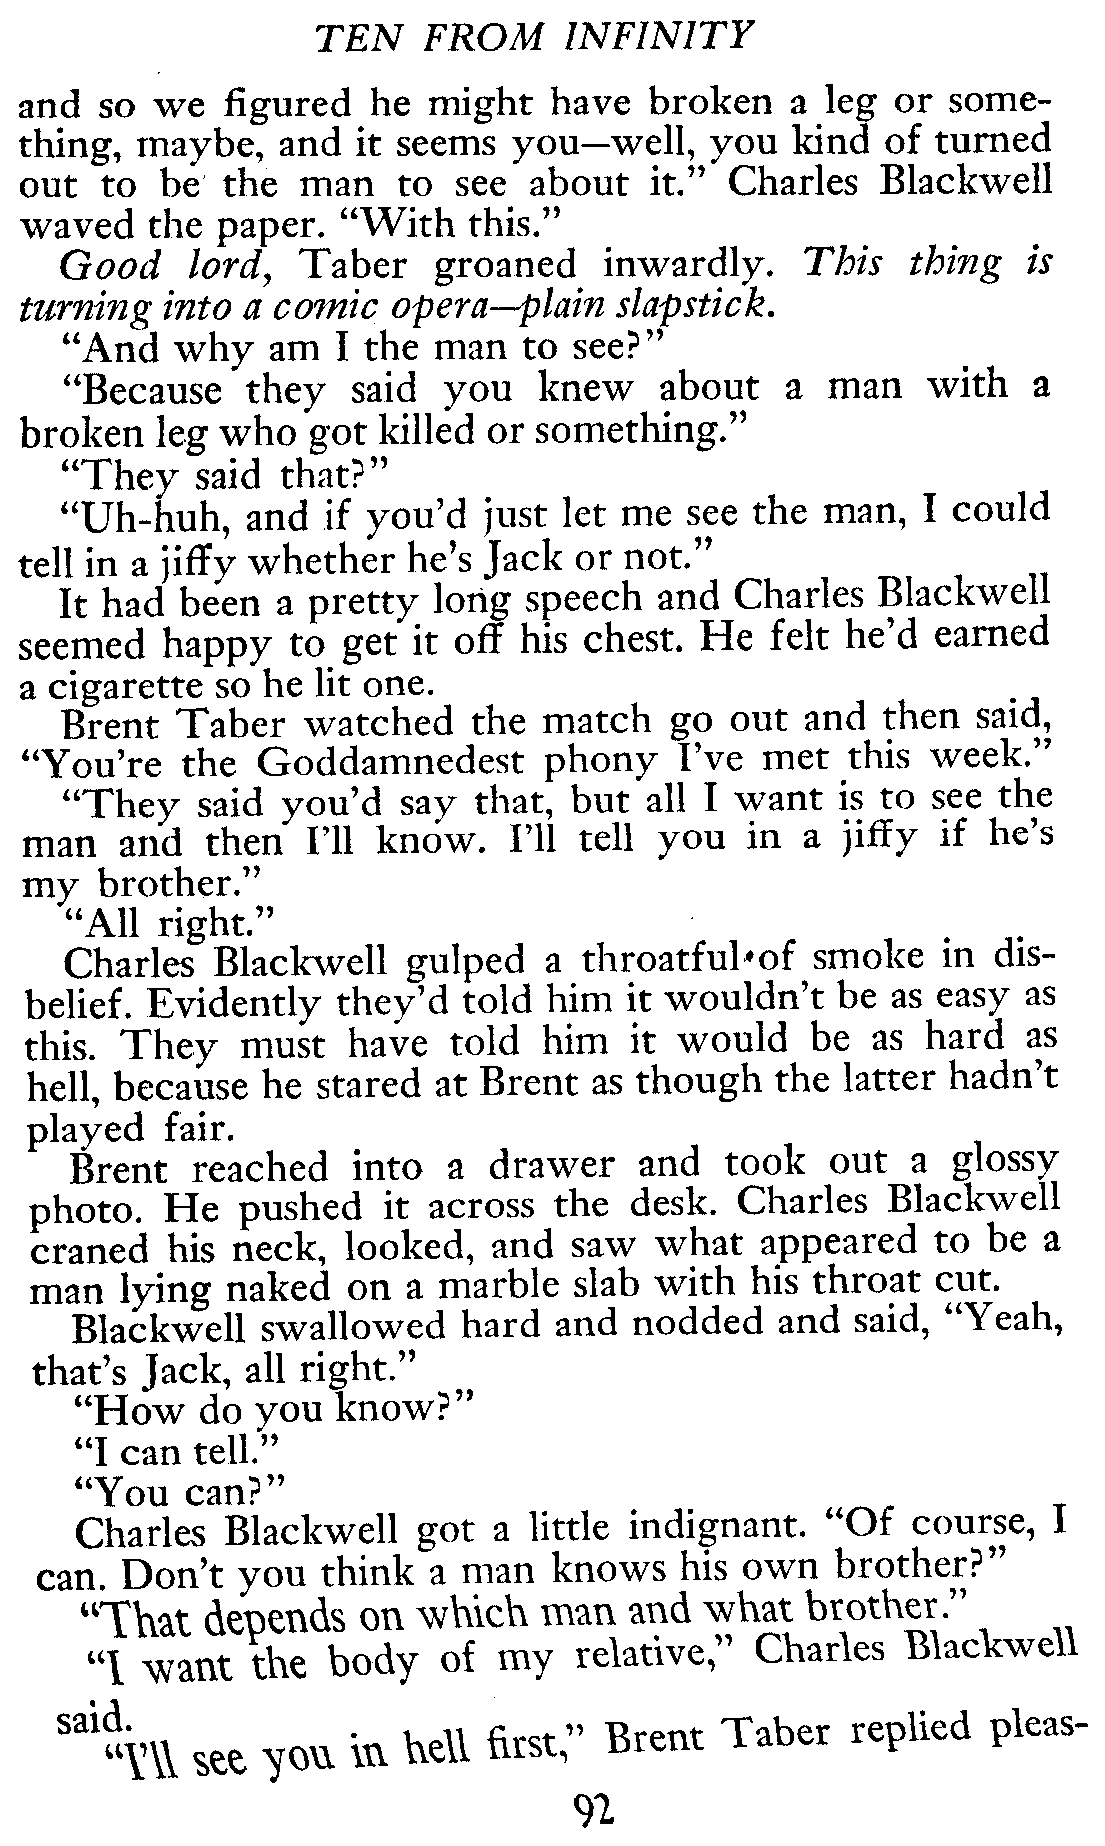 TEN FROM INFINITY
and so we figured he might have broken a leg or some-
thing, maybe, and it seems you—well, you kind of turned
out to be the man to see about it.” Charles Blackwell
waved the paper. “With this.”
Good lord, Taber groaned inwardly. This thing is
turning into a comic opera—plain slapstick.
“And why am I the man to see?”
“Because they said you knew about a man with a
broken leg who got killed or something.”
“They said that?”
“Uh-huh, and if you’d just let me see the man, I could
tell in a jiffy whether he’s Jack or not.”
It had been a pretty long speech and Charles Blackwell
seemed happy to get it off his chest. He felt he’d earned
a cigarette so he lit one.
Brent Taber watched the match go out and then said,
“You’re the Goddamnedest phony I’ve met this week.”
“They said you’d say that, but all I want is to see the
man and then I’ll know. I’ll tell you in a jiffy if he’s
my brother.”
“All right.”
Charles Blackwell gulped a throatful of smoke in dis-
belief. Evidently they’d told him it wouldn’t be as easy as
this. They must have told him it would be as hard as
hell, because he stared at Brent as though the latter hadn’t
played fair.
Brent reached into a drawer and took out a glossy
photo. He pushed it across the desk. Charles Blackwell
craned his neck, looked, and saw what appeared to be a
man lying naked on a marble slab with his throat cut.
Blackwell swallowed hard and nodded and said, “Yeah,
that’s Jack, all right.”
“How do you know?”
“I can tell.”
“You can?”
Charles Blackwell got a little indignant. “Of course, I
can. Don’t you think a man knows his own brother?”
“That depends on which man and what brother.”
“I want the body of my relative,” Charles Blackwell
said.
“I’ll see you in hell first,” Brent Taber replied pleas-
92